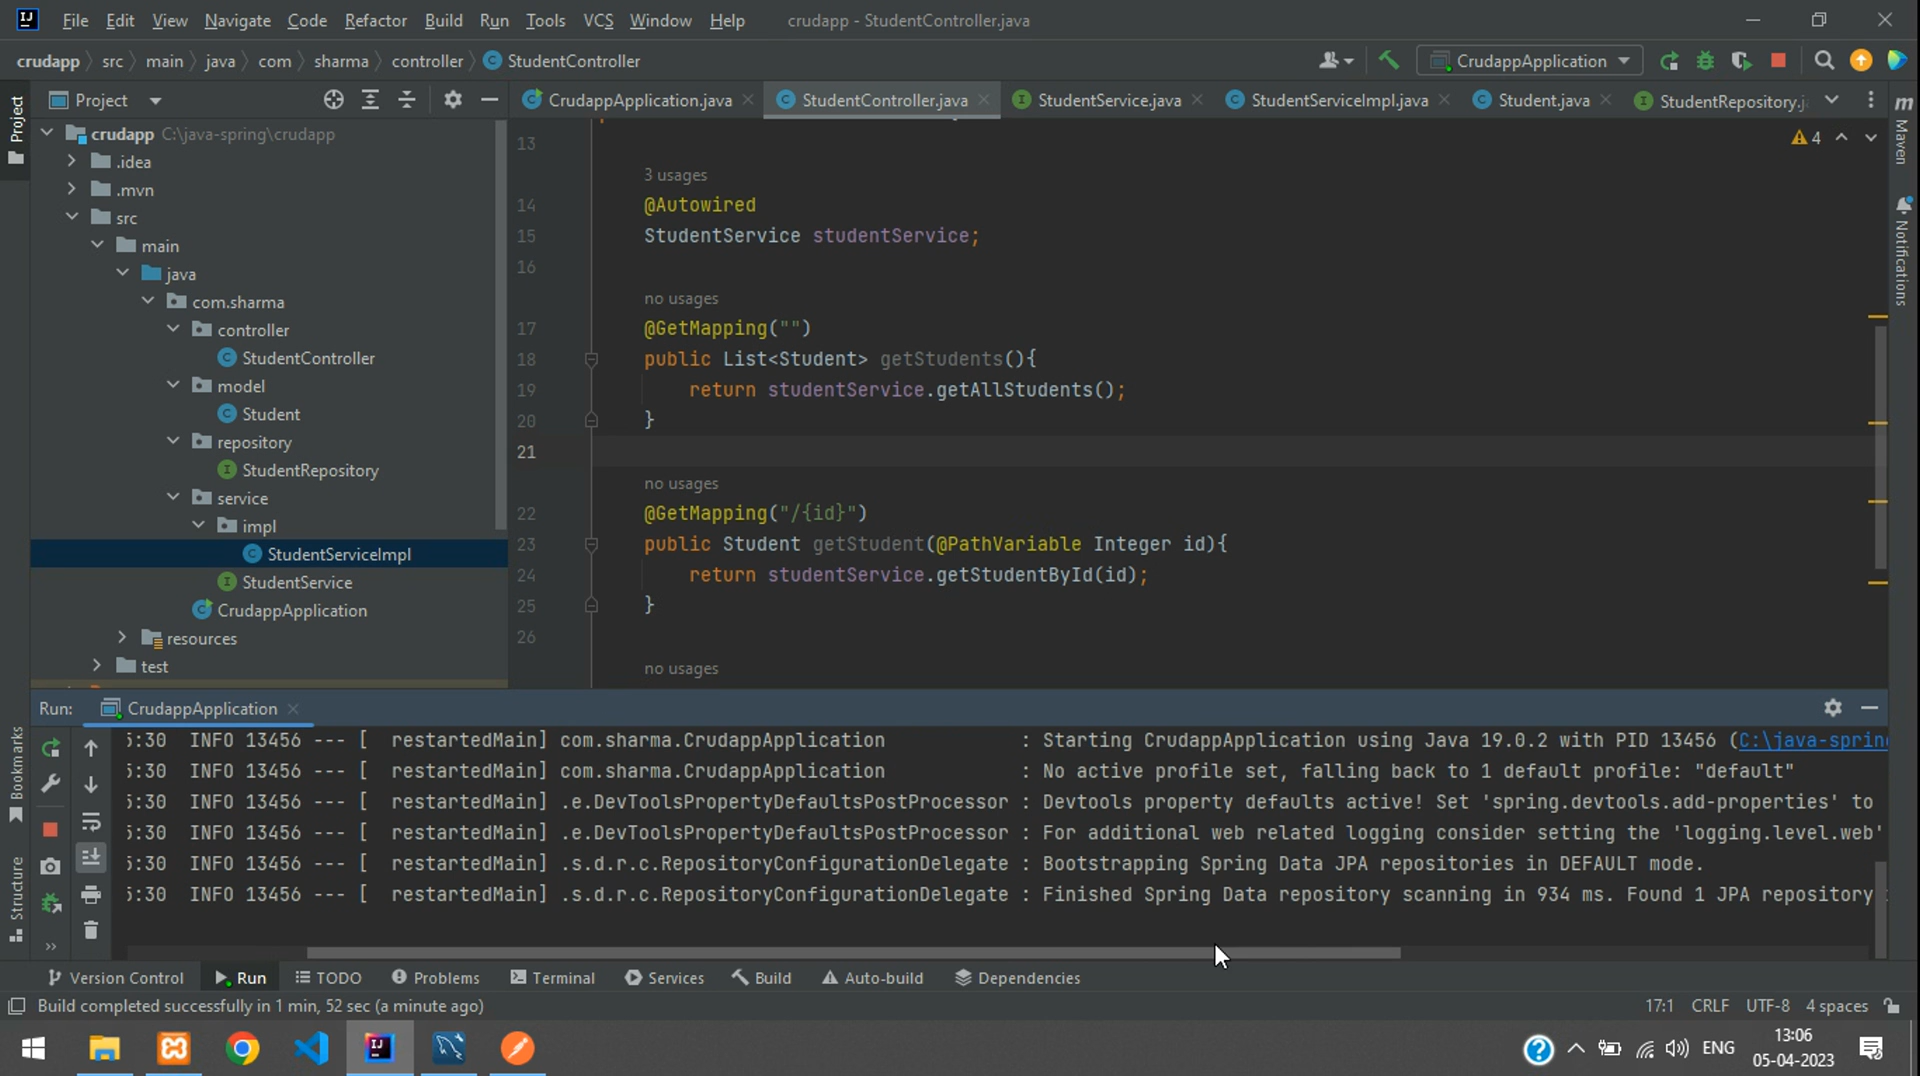 File Edit View Navigate Code Refactor Build Run Tools VCS Window Help crudapp - StudentController.java
crudapp src main java com sharma controller StudentController CrudappApplication
Project CrudappApplication.java StudentController.java StudentService.java StudentServiceImpl.java Student.java StudentRepository.j
Project
crudapp C:\java-spring\crudapp
.idea
.mvn
src
main
java
com.sharma
controller
StudentController
model
Student
repository
StudentRepository
service
impl
StudentServiceImpl
StudentService
CrudappApplication
resources
test
4
13
3 usages
14 @Autowired
15 StudentService studentService;
16
no usages
17 @GetMapping("")
18 public List<Student> getStudents(){
19 return studentService.getAllStudents();
20 }
21
no usages
22 @GetMapping("/{id}")
23 public Student getStudent(@PathVariable Integer id){
24 return studentService.getStudentById(id);
25 }
26
no usages
m
Maven
Notifications
Run: CrudappApplication
5:30 INFO 13456 --- [ restartedMain] com.sharma.CrudappApplication : Starting CrudappApplication using Java 19.0.2 with PID 13456 (C:\java-spring
5:30 INFO 13456 --- [ restartedMain] com.sharma.CrudappApplication : No active profile set, falling back to 1 default profile: "default"
5:30 INFO 13456 --- [ restartedMain] .e.DevToolsPropertyDefaultsPostProcessor : Devtools property defaults active! Set 'spring.devtools.add-properties' to
5:30 INFO 13456 --- [ restartedMain] .e.DevToolsPropertyDefaultsPostProcessor : For additional web related logging consider setting the 'logging.level.web'
5:30 INFO 13456 --- [ restartedMain] .s.d.r.c.RepositoryConfigurationDelegate : Bootstrapping Spring Data JPA repositories in DEFAULT mode.
5:30 INFO 13456 --- [ restartedMain] .s.d.r.c.RepositoryConfigurationDelegate : Finished Spring Data repository scanning in 934 ms. Found 1 JPA repository
Bookmarks
Structure
Version Control Run TODO Problems Terminal Services Build Auto-build Dependencies
Build completed successfully in 1 min, 52 sec (a minute ago) 17:1 CRLF UTF-8 4 spaces
ENG 13:06
05-04-2023